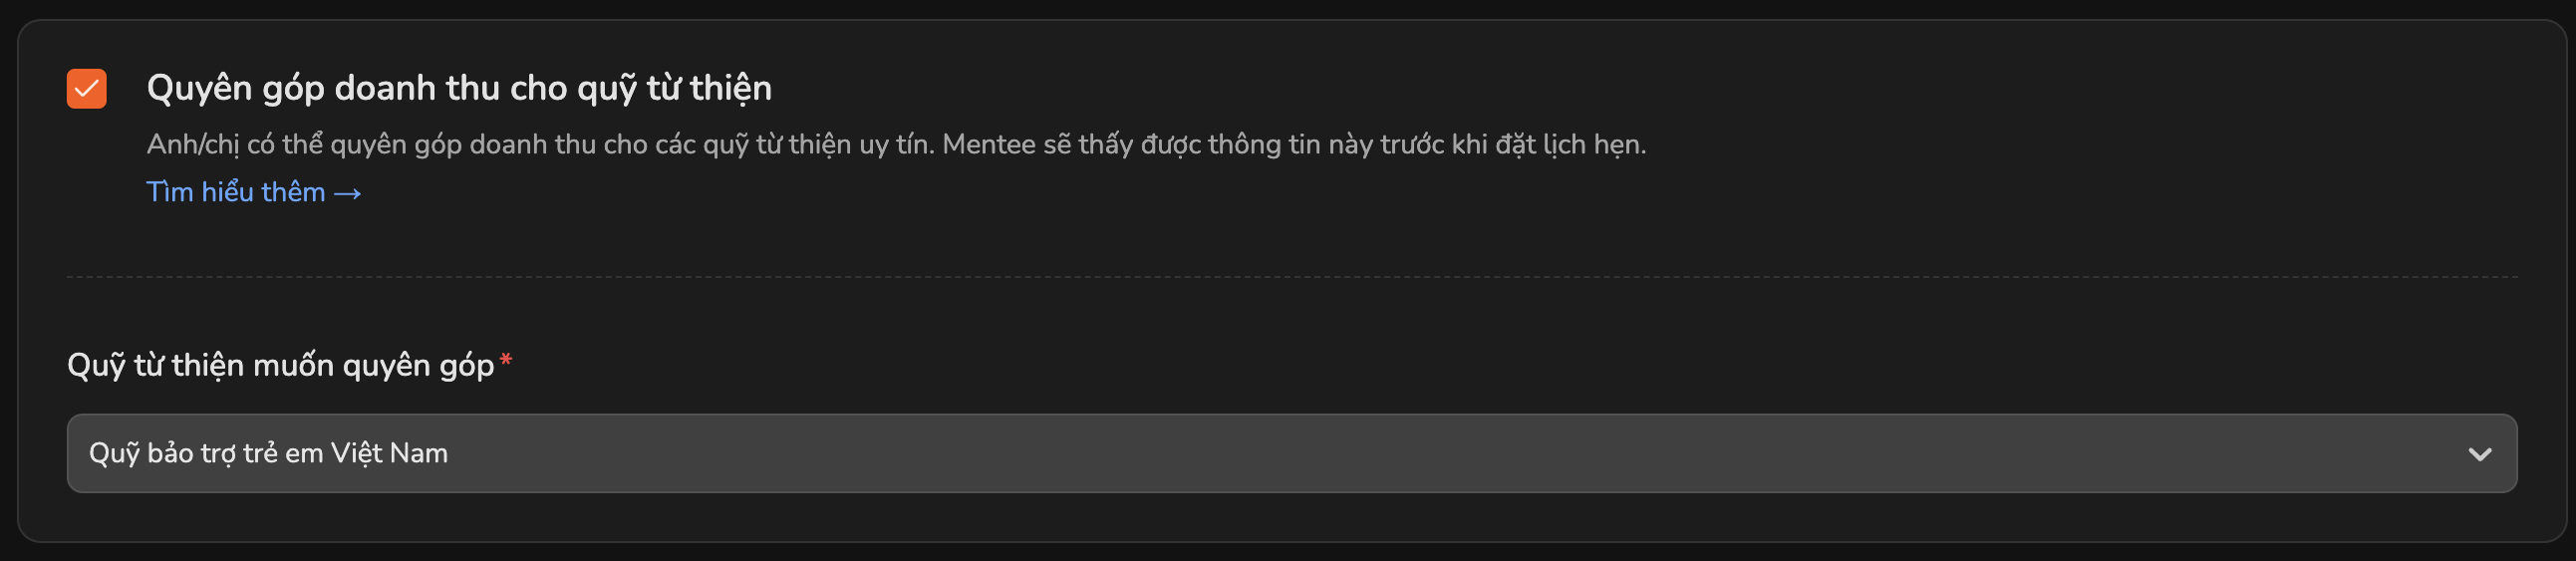 Quyên góp doanh thu cho quỹ từ thiện
Anh/chị có thể quyên góp doanh thu cho các quỹ từ thiện uy tín. Mentee sẽ thấy được thông tin này trước khi đặt lịch hẹn.
Tìm hiểu thêm →
Quỹ từ thiện muốn quyên góp*
Quỹ bảo trợ trẻ em Việt Nam